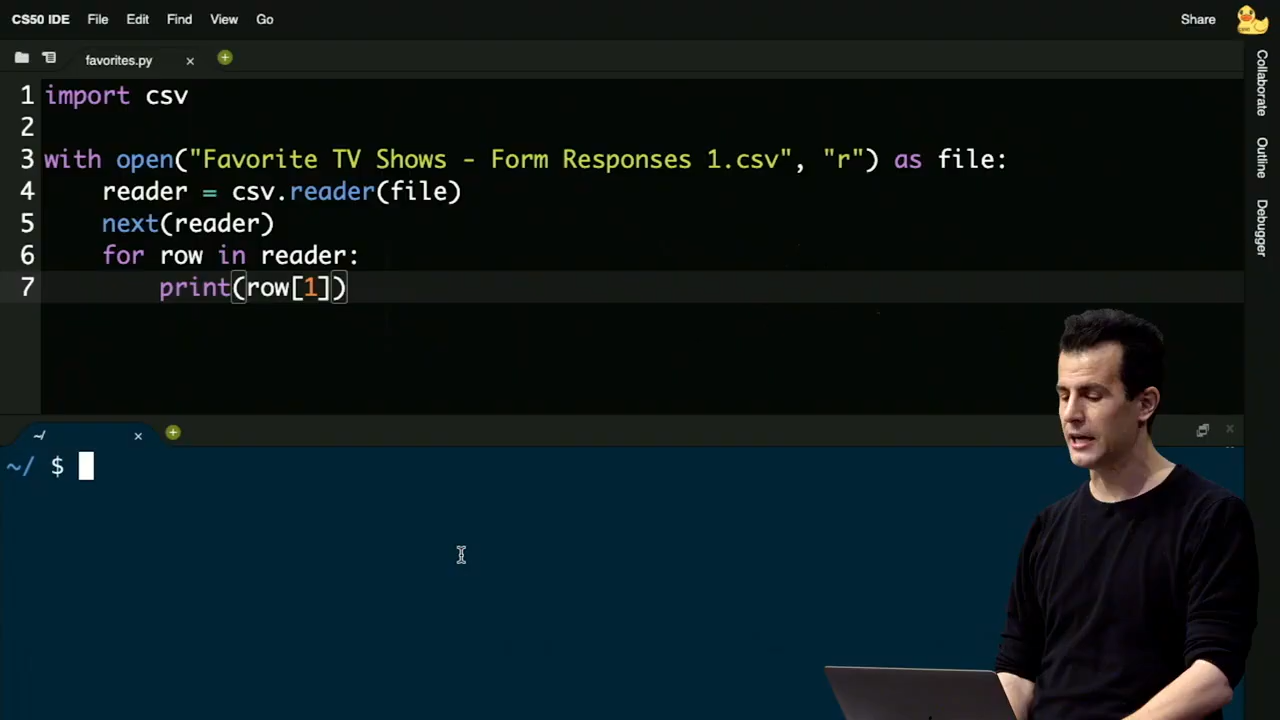 CS50 IDE File Edit Find View Go Share
favorites.py
1 import csv
2
3 with open("Favorite TV Shows - Form Responses 1.csv", "r") as file:
4 reader = csv.reader(file)
5 next(reader)
6 for row in reader:
7 print(row[1])
~/
~/ $
Collaborate
Outline
Debugger